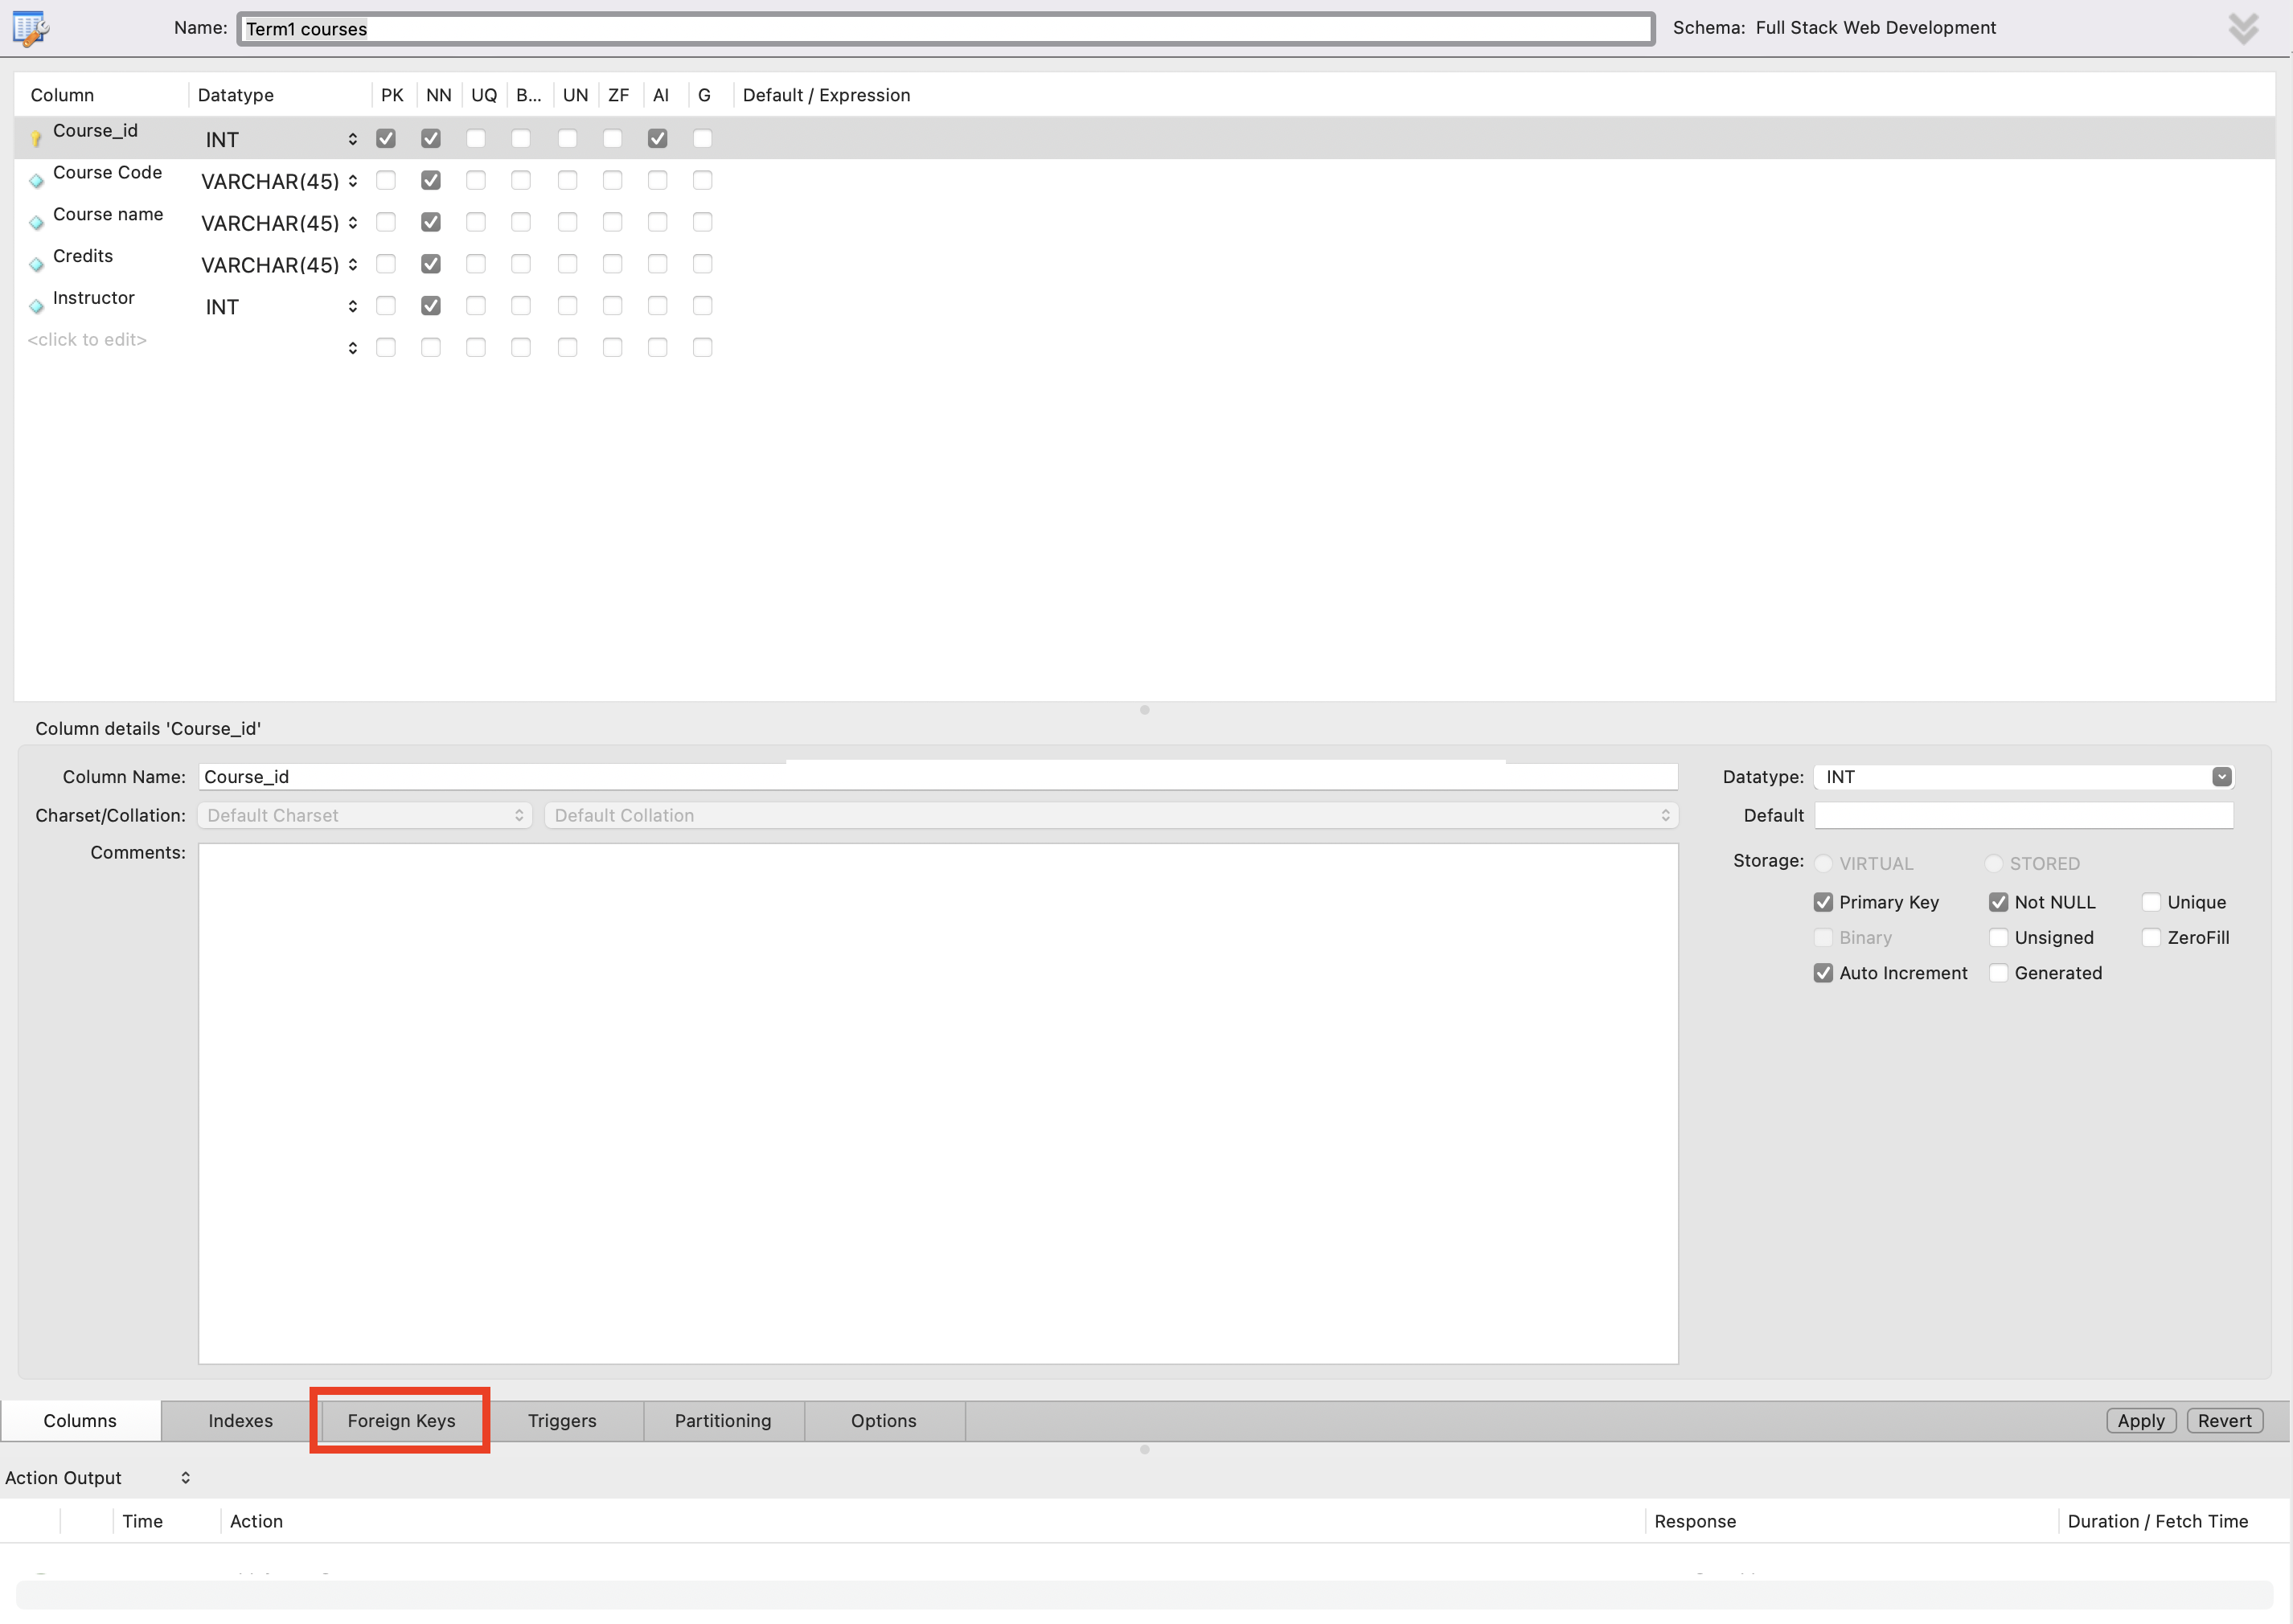 Name: Term1 courses Schema: Full Stack Web Development
Column Datatype PK NN UQ B... UN ZF AI G Default / Expression
Course_id INT
Course Code VARCHAR(45)
Course name VARCHAR(45)
Credits VARCHAR(45)
Instructor INT
<click to edit>
Column details 'Course_id'
Column Name: Course_id Datatype: INT
Charset/Collation: Default Charset Default Collation Default
Comments: Storage: VIRTUAL STORED
Primary Key Not NULL Unique
Binary Unsigned ZeroFill
Auto Increment Generated
Columns Indexes Foreign Keys Triggers Partitioning Options Apply Revert
Action Output
Time Action Response Duration / Fetch Time